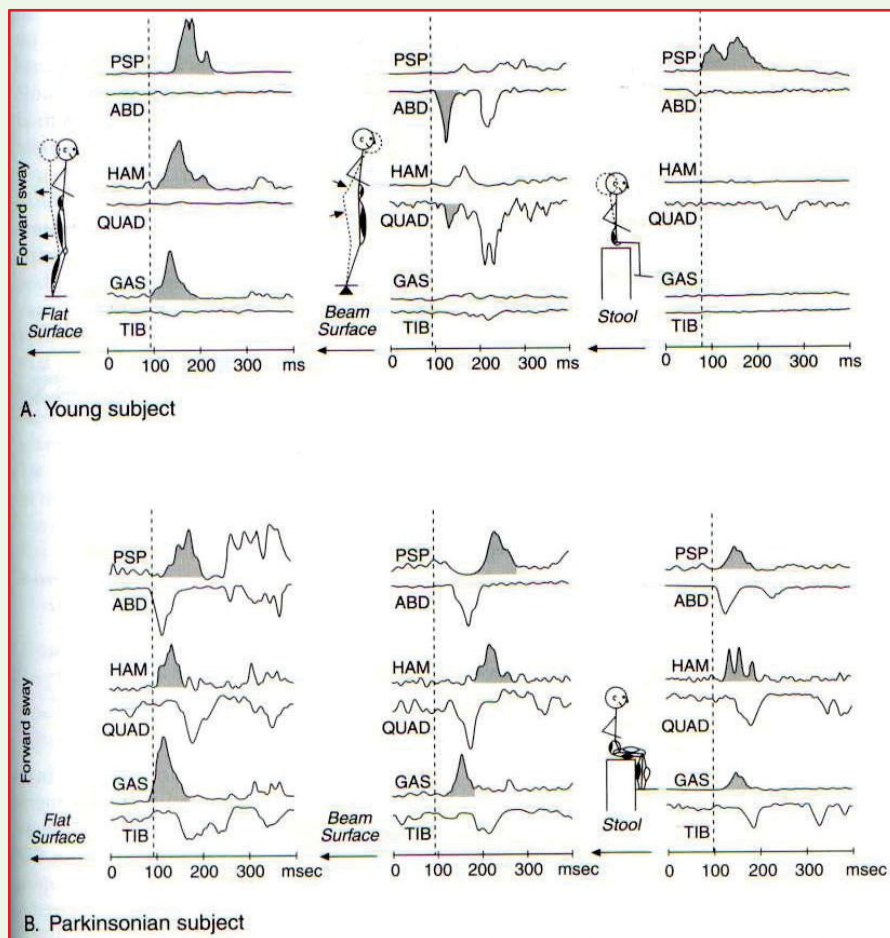 PSP
ABD
HAM
QUAD
GAS
TIB
Forward sway
Flat
Surface
0 100 200 300 ms
PSP
ABD
HAM
QUAD
GAS
TIB
Beam
Surface
0 100 200 300 ms
PSP
ABD
HAM
QUAD
GAS
TIB
Stool
0 100 200 300 ms
A. Young subject
PSP
ABD
HAM
QUAD
GAS
TIB
Forward sway
Flat
Surface
0 100 200 msec
PSP
ABD
HAM
QUAD
GAS
TIB
Beam
Surface
0 100 200 msec
PSP
ABD
HAM
QUAD
GAS
TIB
Stool
0 100 200 300 msec
B. Parkinsonian subject